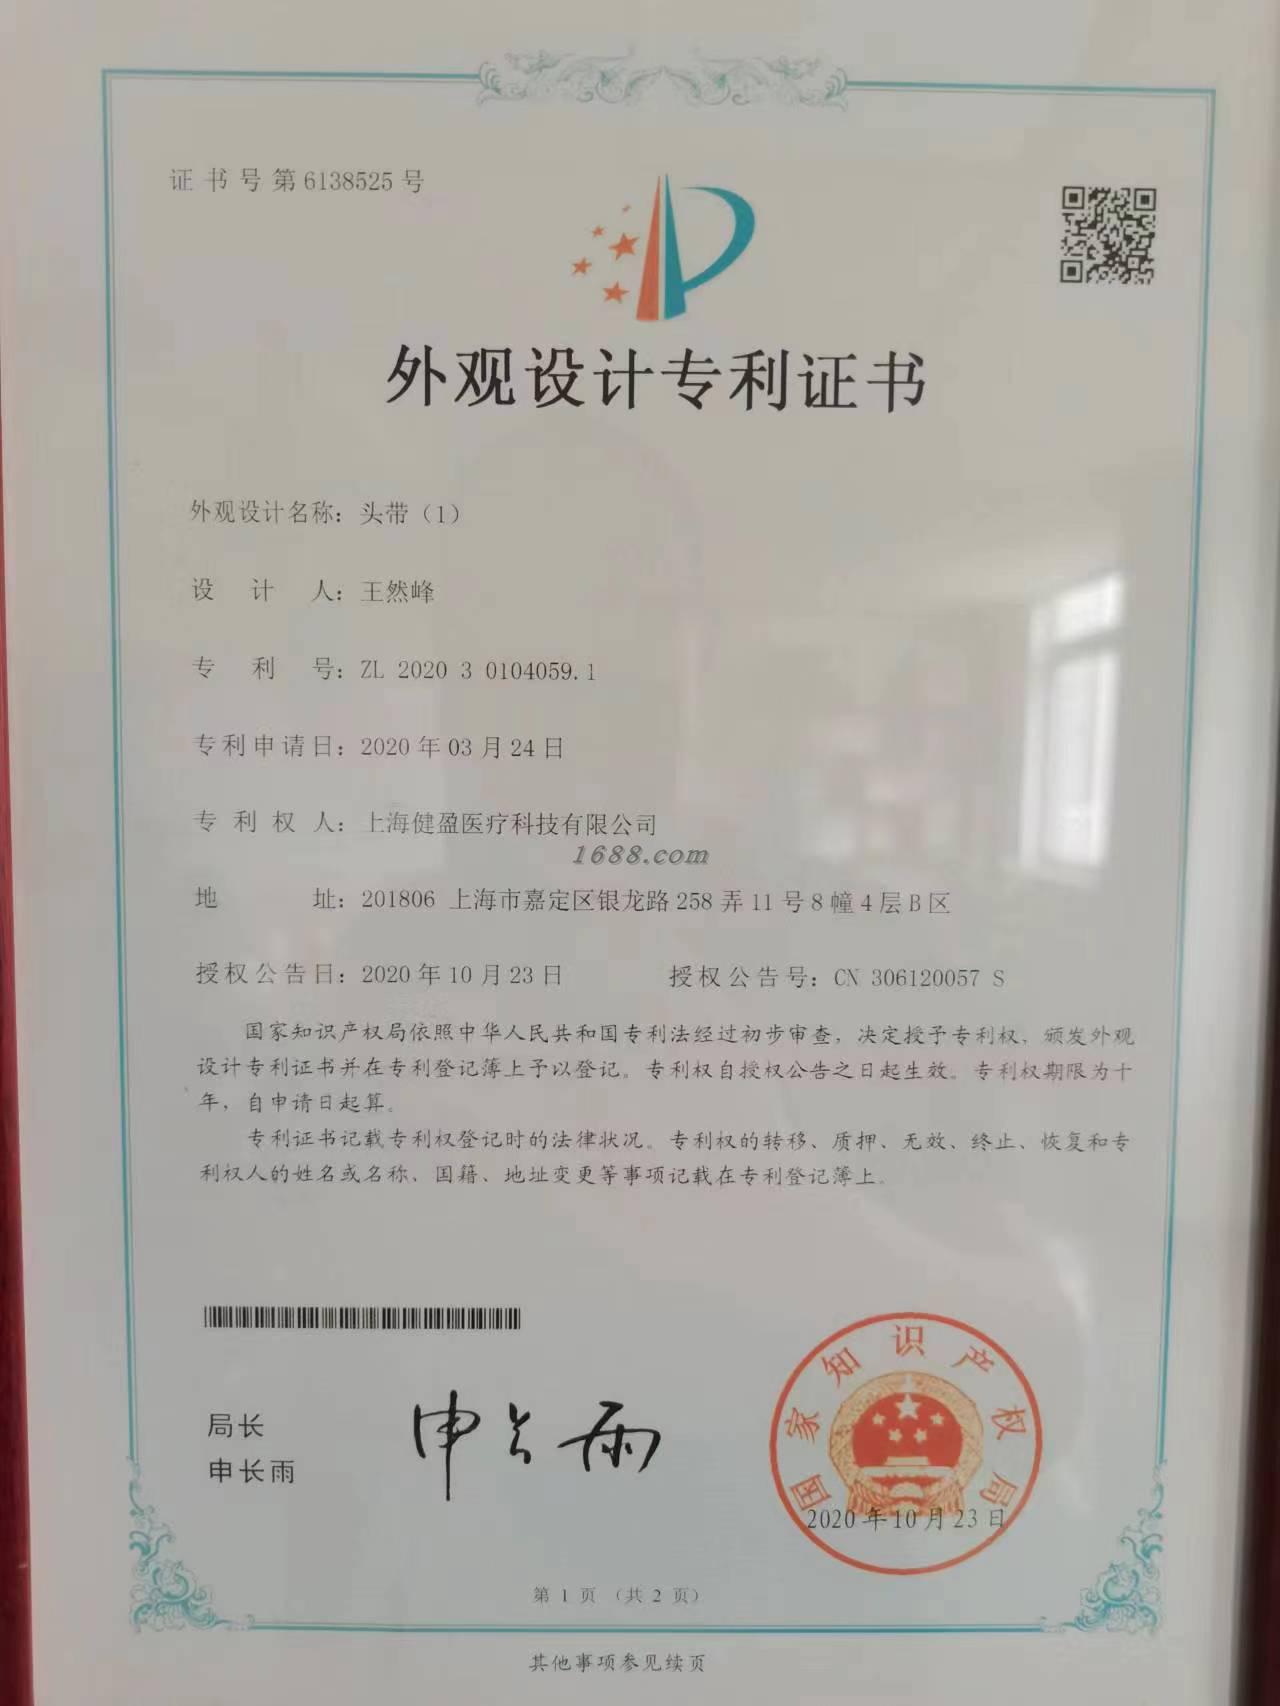 证书号第6138525号
外观设计专利证书
外观设计名称：头带（1）
设计人：王然峰
专利号：ZL 2020 3 0104059.1
专利申请日：2020年03月24日
专利权人：上海健盈医疗科技有限公司
1688.com
地址：201806 上海市嘉定区银龙路258弄11号8幢4层B区
授权公告日：2020年10月23日 授权公告号：CN 306120057 S
国家知识产权局依照中华人民共和国专利法经过初步审查，决定授予专利权，颁发外观
设计专利证书并在专利登记簿上予以登记。专利权自授权公告之日起生效。专利权期限为十
年，自申请日起算。
专利证书记载专利权登记时的法律状况。专利权的转移、质押、无效、终止、恢复和专
利权人的姓名或名称、国籍、地址变更等事项记载在专利登记簿上。
局长
申长雨
申长雨
国家知识产权局
2020年10月23日
第 1 页 （共 2 页）
其他事项参见续页